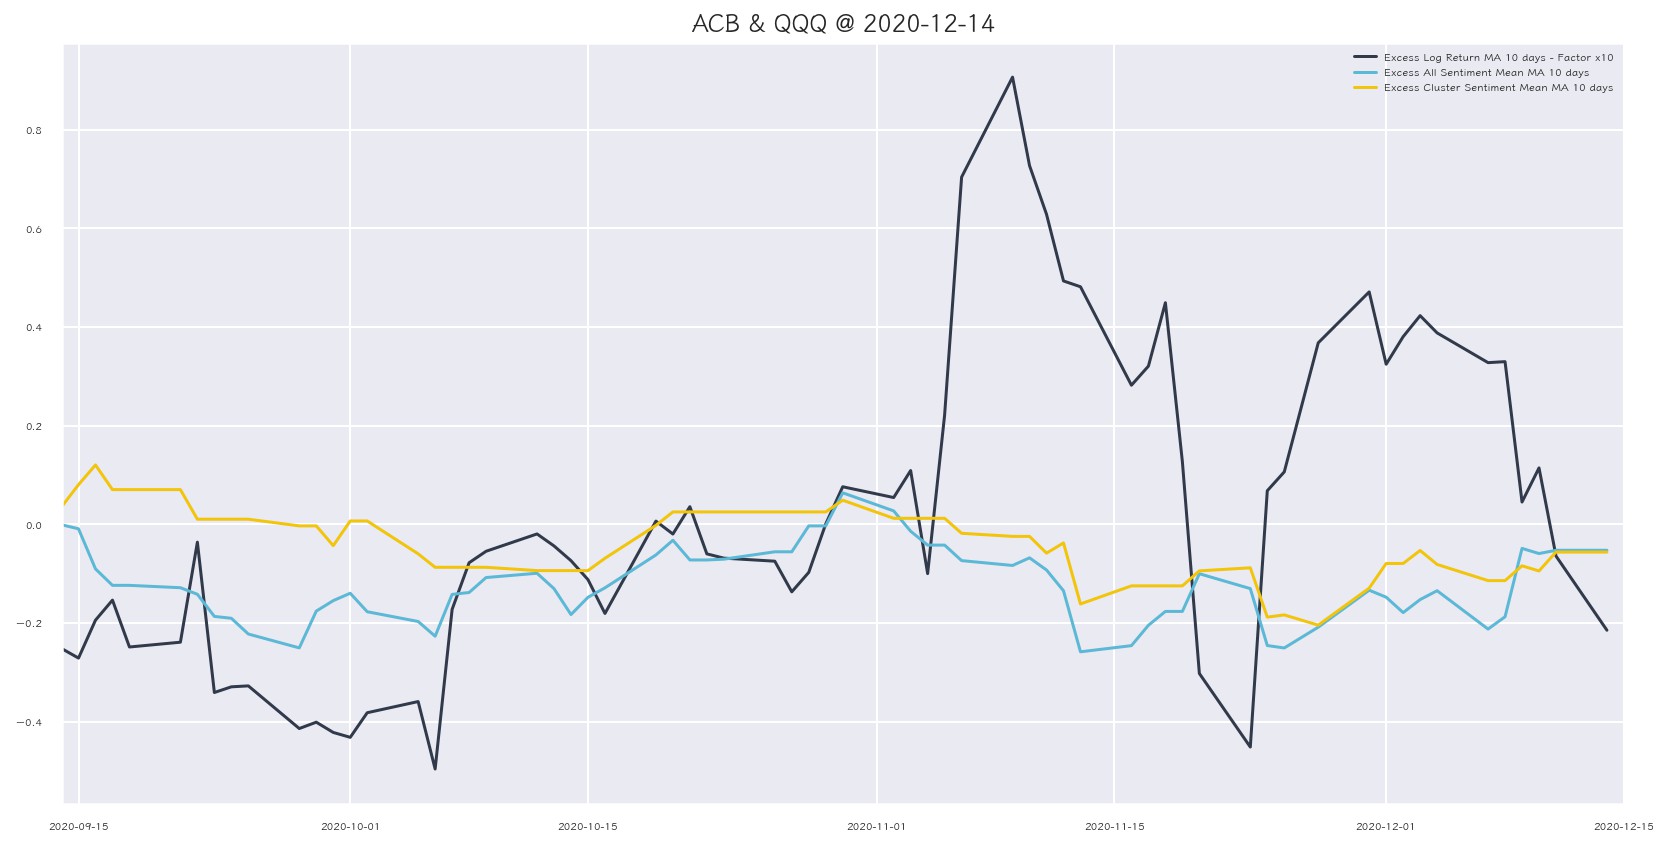 ACB & QQQ @ 2020-12-14
Excess Log Return MA 10 days - Factor x10
Excess All Sentiment Mean MA 10 days
Excess Cluster Sentiment Mean MA 10 days
0.8
0.6
0.4
0.2
0.0
−0.2
−0.4
2020-09-15 2020-10-01 2020-10-15 2020-11-01 2020-11-15 2020-12-01 2020-12-15